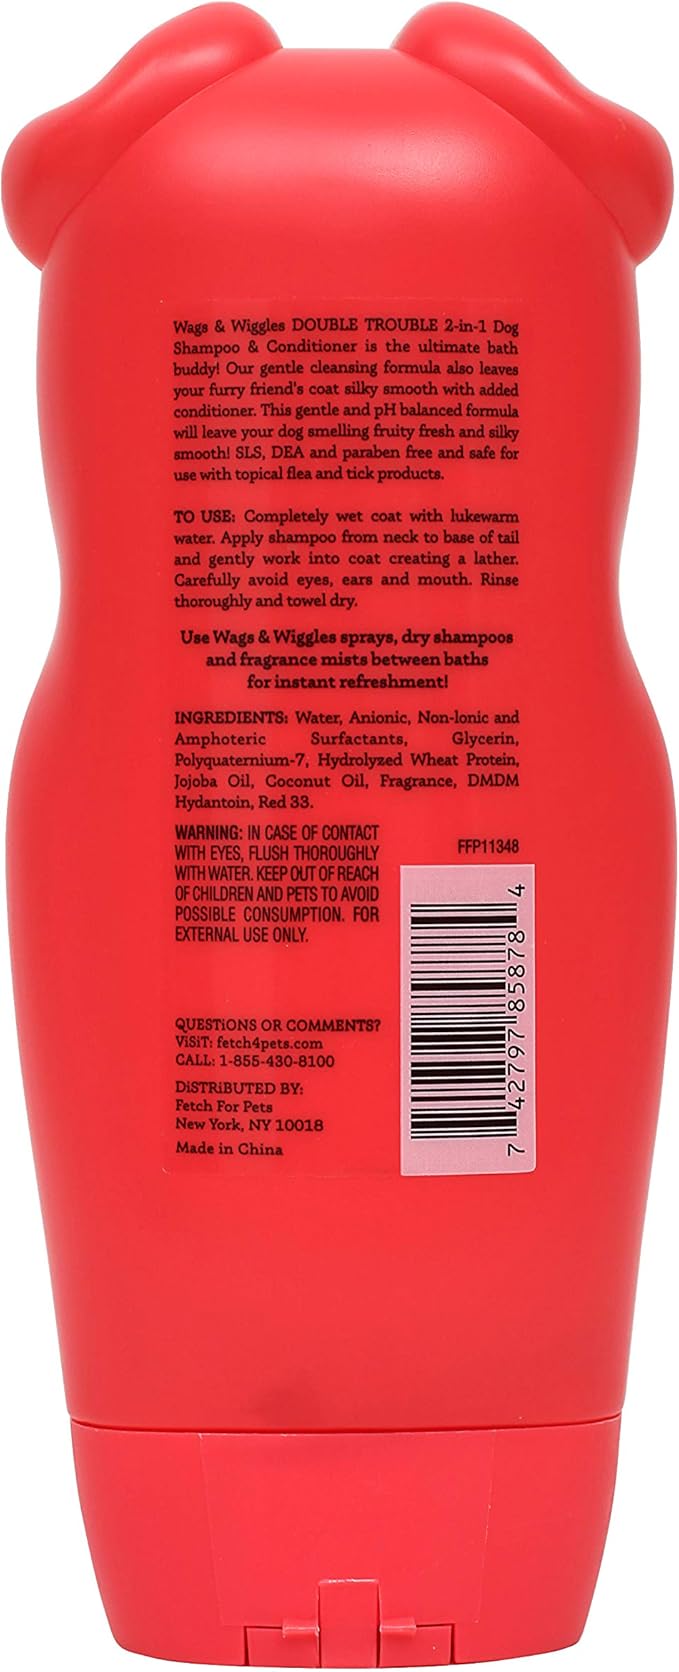 Wags & Wiggles DOUBLE TROUBLE 2-in-1 Dog
Shampoo & Conditioner is the ultimate bath
buddy! Our gentle cleansing formula also leaves
your furry friend's coat silky smooth with added
conditioner. This gentle and pH balanced formula
will leave your dog smelling fruity fresh and silky
smooth! SLS, DEA and paraben free and safe for
use with topical flea and tick products.
TO USE: Completely wet coat with lukewarm
water. Apply shampoo from neck to base of tail
and gently work into coat creating a lather.
Carefully avoid eyes, ears and mouth. Rinse
thoroughly and towel dry.
Use Wags & Wiggles sprays, dry shampoos
and fragrance mists between baths
for instant refreshment!
INGREDIENTS: Water, Anionic, Non-Ionic and
Amphoteric Surfactants, Glycerin,
Polyquaternium-7, Hydrolyzed Wheat Protein,
Jojoba Oil, Coconut Oil, Fragrance, DMDM
Hydantoin, Red 33.
WARNING: IN CASE OF CONTACT
WITH EYES, FLUSH THOROUGHLY
WITH WATER. KEEP OUT OF REACH
OF CHILDREN AND PETS TO AVOID
POSSIBLE CONSUMPTION. FOR
EXTERNAL USE ONLY.
FFP11348
7 42797 85878 4
QUESTiONS OR COMMENTS?
ViSiT: fetch4pets.com
CALL: 1-855-430-8100
DiSTRiBUTED BY:
Fetch For Pets
New York, NY 10018
Made in China